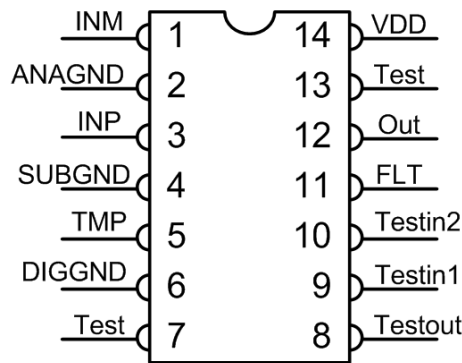 INM 1 14 VDD
ANAGND 2 13 Test
INP 3 12 Out
SUBGND 4 11 FLT
TMP 5 10 Testin2
DIGGND 6 9 Testin1
Test 7 8 Testout